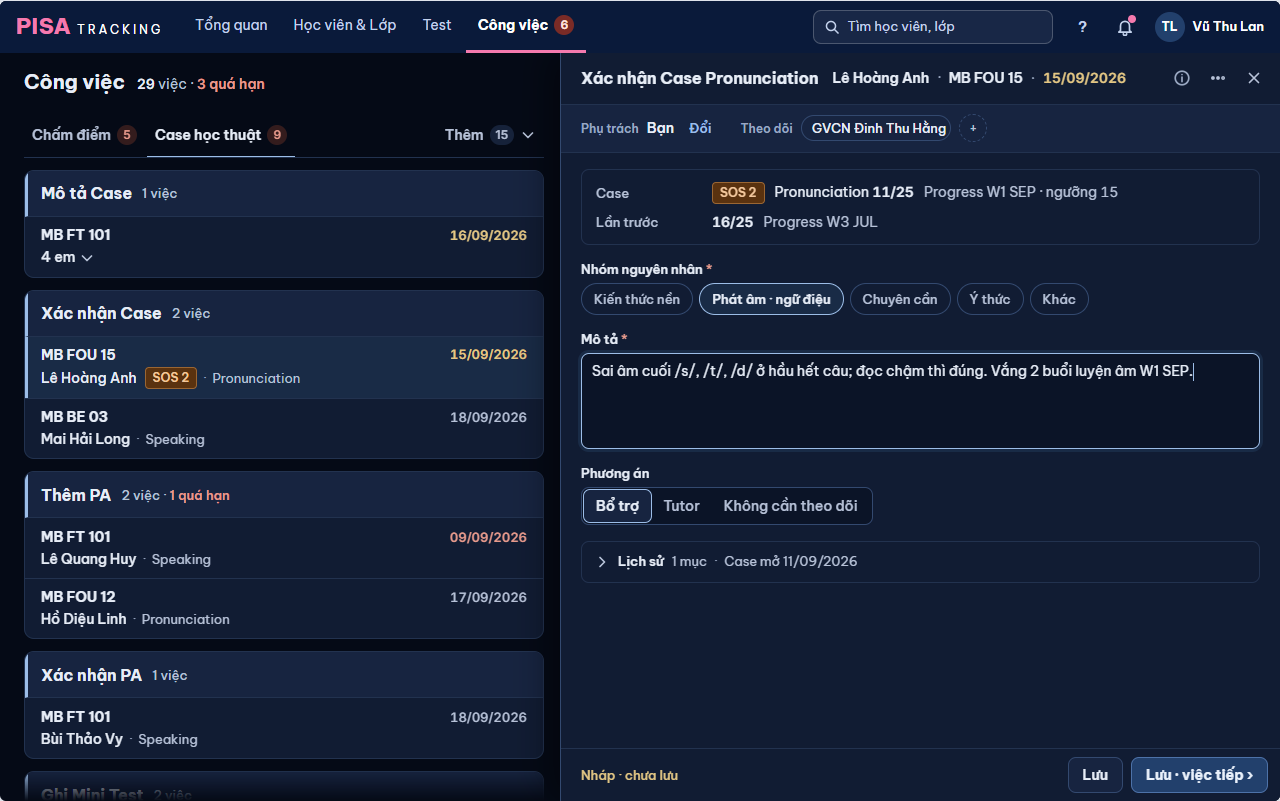 PISA TRACKING Tổng quan Học viên & Lớp Test Công việc 6 Tìm học viên, lớp ? TL Vũ Thu Lan
Công việc 29 việc · 3 quá hạn
Chấm điểm 5 Case học thuật 9 Thêm 15
Mô tả Case 1 việc
MB FT 101 16/09/2026
4 em
Xác nhận Case 2 việc
MB FOU 15 15/09/2026
Lê Hoàng Anh SOS 2 · Pronunciation
MB BE 03 18/09/2026
Mai Hải Long · Speaking
Thêm PA 2 việc · 1 quá hạn
MB FT 101 09/09/2026
Lê Quang Huy · Speaking
MB FOU 12 17/09/2026
Hồ Diệu Linh · Pronunciation
Xác nhận PA 1 việc
MB FT 101 18/09/2026
Bùi Thảo Vy · Speaking
Ghi Mini Test 2 việc
Xác nhận Case Pronunciation Lê Hoàng Anh · MB FOU 15 · 15/09/2026
Phụ trách Bạn Đổi Theo dõi GVCN Đinh Thu Hằng +
Case SOS 2 Pronunciation 11/25 Progress W1 SEP · ngưỡng 15
Lần trước 16/25 Progress W3 JUL
Nhóm nguyên nhân *
Kiến thức nền Phát âm · ngữ điệu Chuyên cần Ý thức Khác
Mô tả *
Sai âm cuối /s/, /t/, /d/ ở hầu hết câu; đọc chậm thì đúng. Vắng 2 buổi luyện âm W1 SEP.
Phương án
Bổ trợ Tutor Không cần theo dõi
Lịch sử 1 mục · Case mở 11/09/2026
Nháp · chưa lưu Lưu Lưu · việc tiếp ›